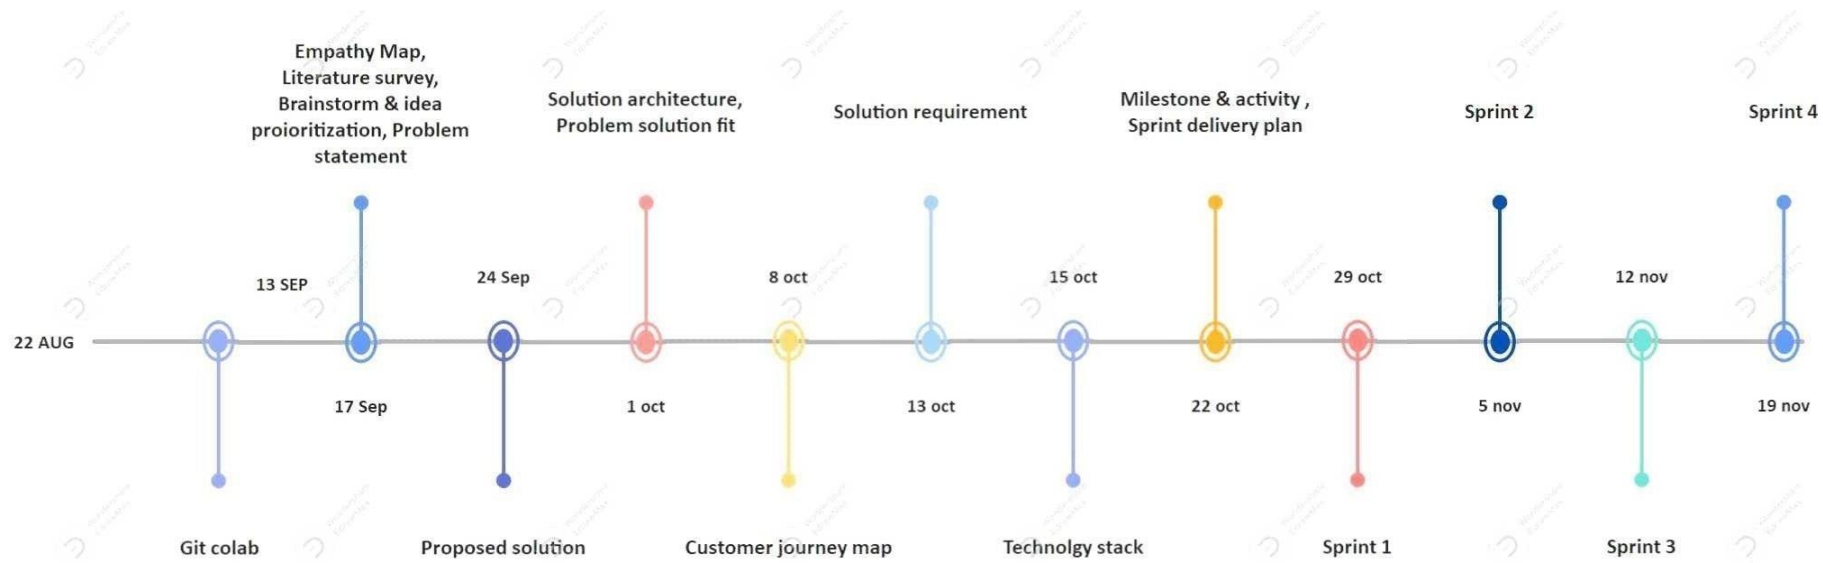 Empathy Map,
Literature survey,
Brainstorm & idea
proioritization, Problem
statement
Solution architecture,
Problem solution fit
Solution requirement
Milestone & activity ,
Sprint delivery plan
Sprint 2
Sprint 4
13 SEP
24 Sep
8 oct
15 oct
29 oct
12 nov
22 AUG
17 Sep
1 oct
13 oct
22 oct
5 nov
19 nov
Git colab
Proposed solution
Customer journey map
Technolgy stack
Sprint 1
Sprint 3